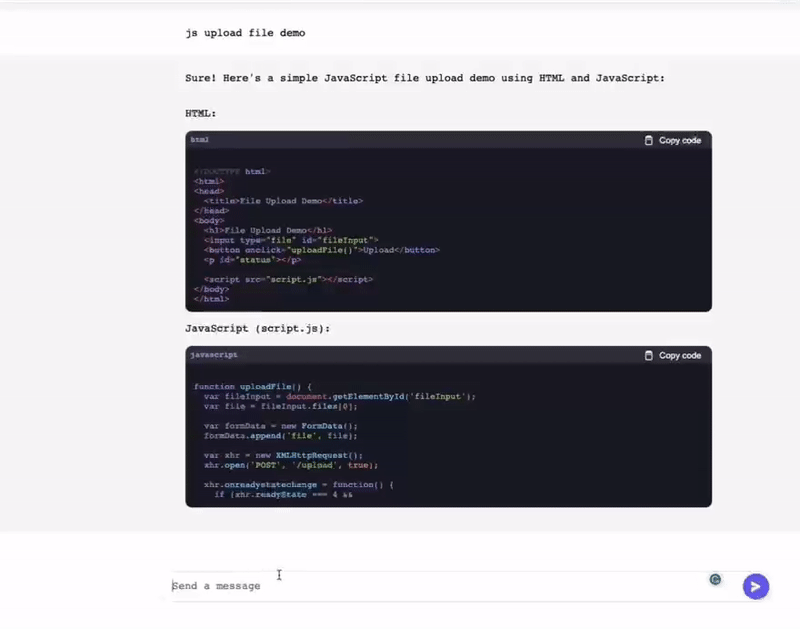 js upload file demo
Sure! Here's a simple JavaScript file upload demo using HTML and JavaScript:
HTML:
html
Copy code
<!DOCTYPE html>
<html>
<head>
<title>File Upload Demo</title>
</head>
<body>
<h1>File Upload Demo</h1>
<input type="file" id="fileInput">
<button onclick="uploadFile()">Upload</button>
<p id="status"></p>
<script src="script.js"></script>
</body>
</html>
JavaScript (script.js):
javascript
Copy code
function uploadFile() {
var fileInput = document.getElementById('fileInput');
var file = fileInput.files[0];
var formData = new FormData();
formData.append('file', file);
var xhr = new XMLHttpRequest();
xhr.open('POST', '/upload', true);
xhr.onreadystatechange = function() {
if (xhr.readyState === 4 &&
Send a message